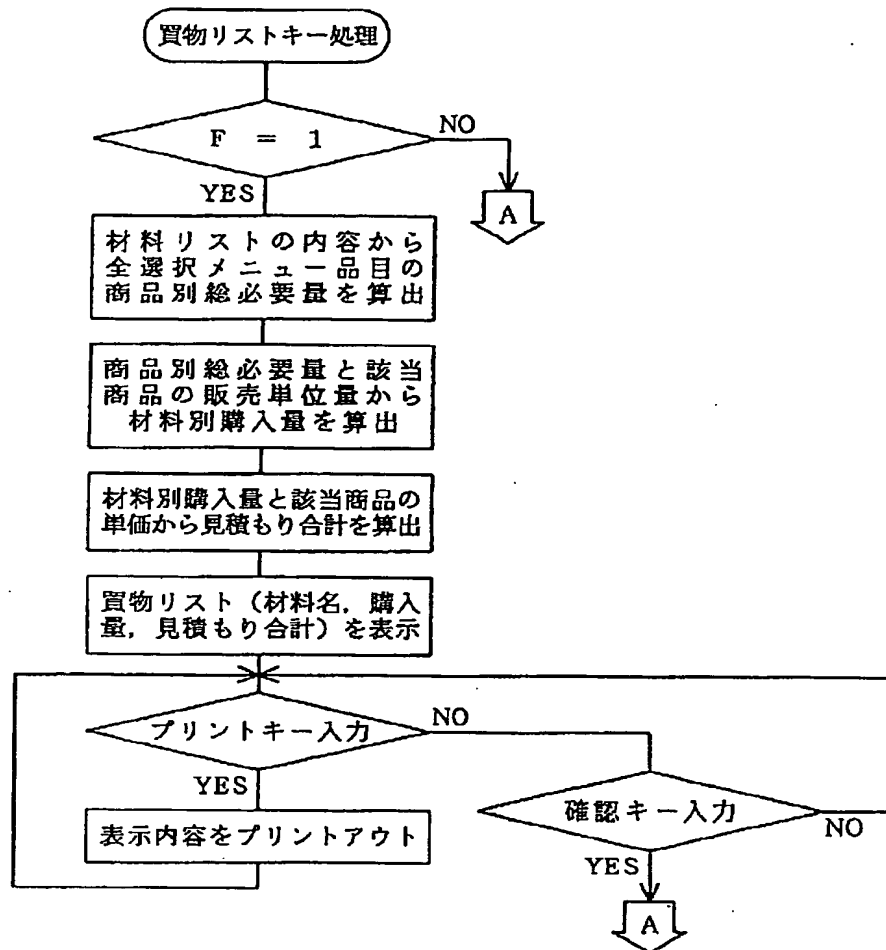 買物リストキー処理
F = 1
NO
YES
A
材料リストの内容から
全選択メニュー品目の
商品別総必要量を算出
商品別総必要量と該当
商品の販売単位量から
材料別購入量を算出
材料別購入量と該当商品の
単価から見積もり合計を算出
買物リスト(材料名,購入
量,見積もり合計)を表示
プリントキー入力
NO
YES
確認キー入力
NO
表示内容をプリントアウト
YES
A